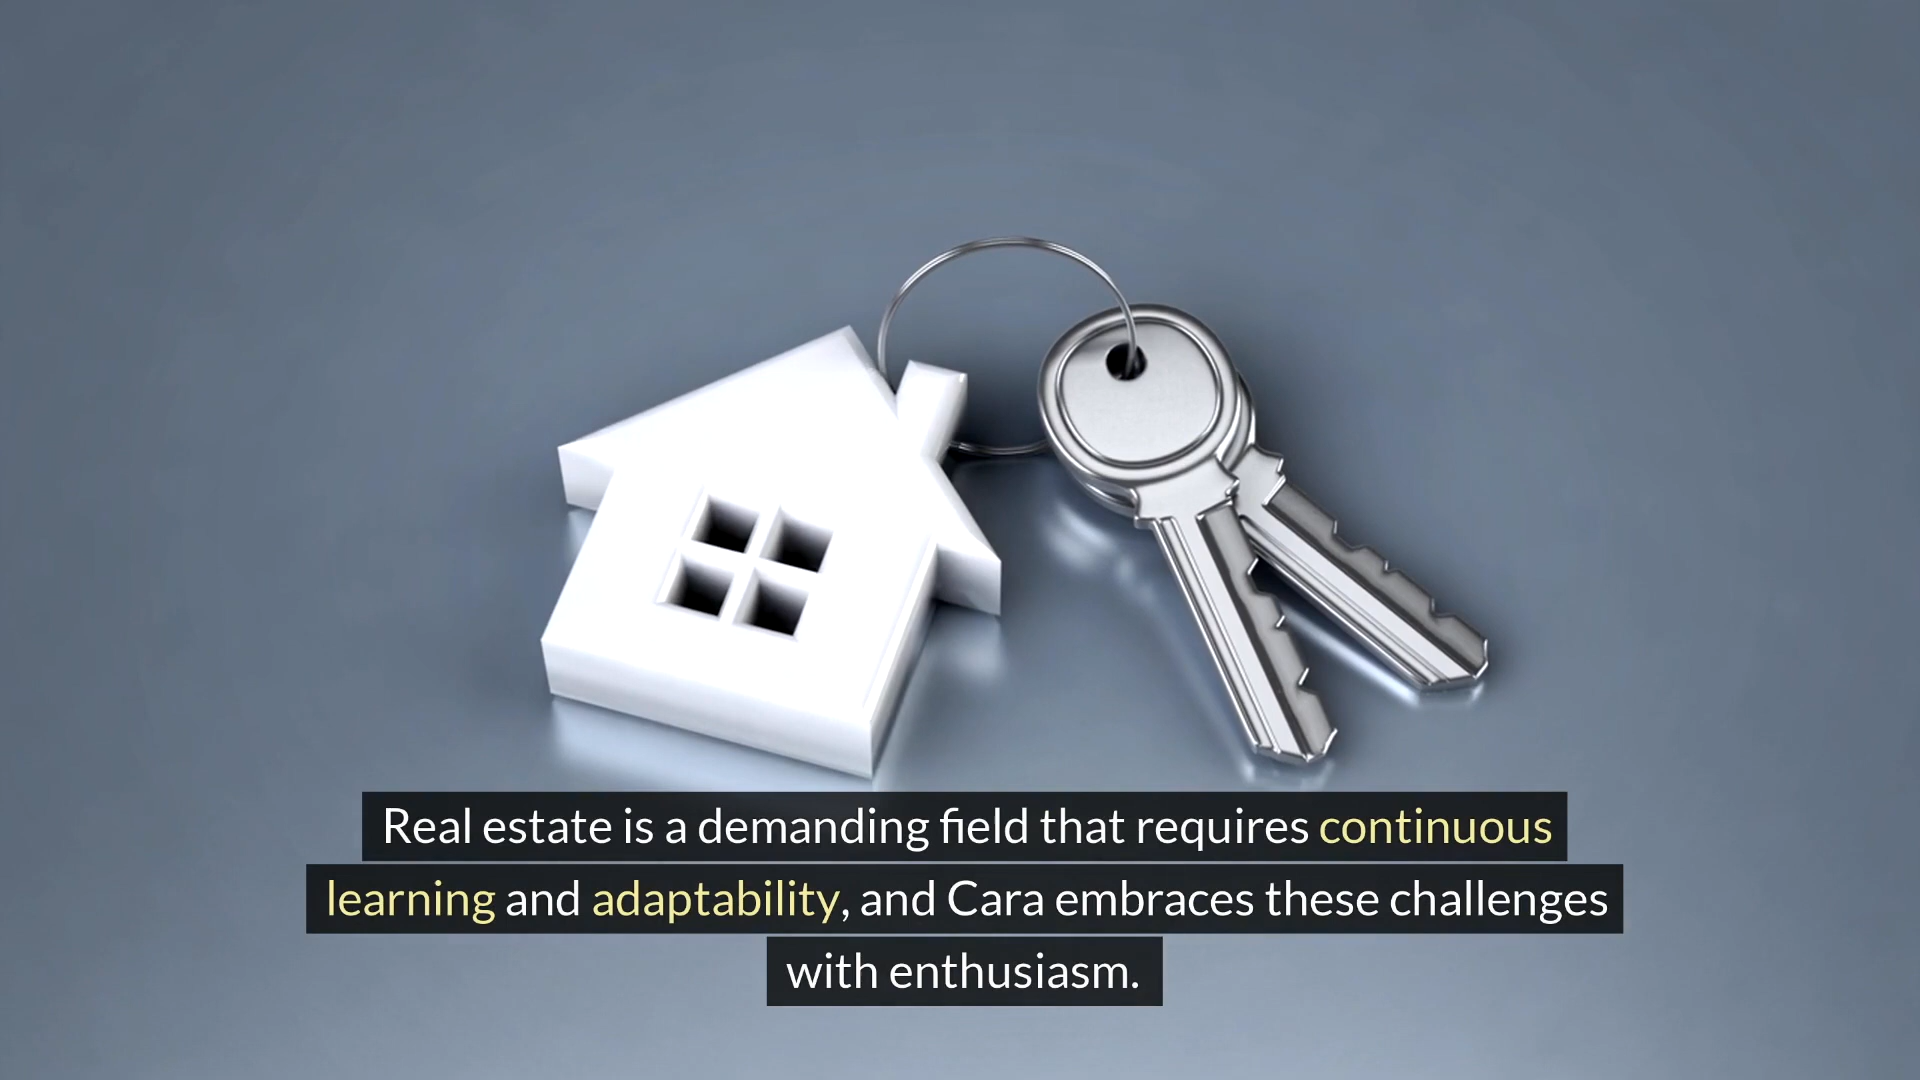 Real estate is a demanding field that requires continuous
learning and adaptability, and Cara embraces these challenges
with enthusiasm.